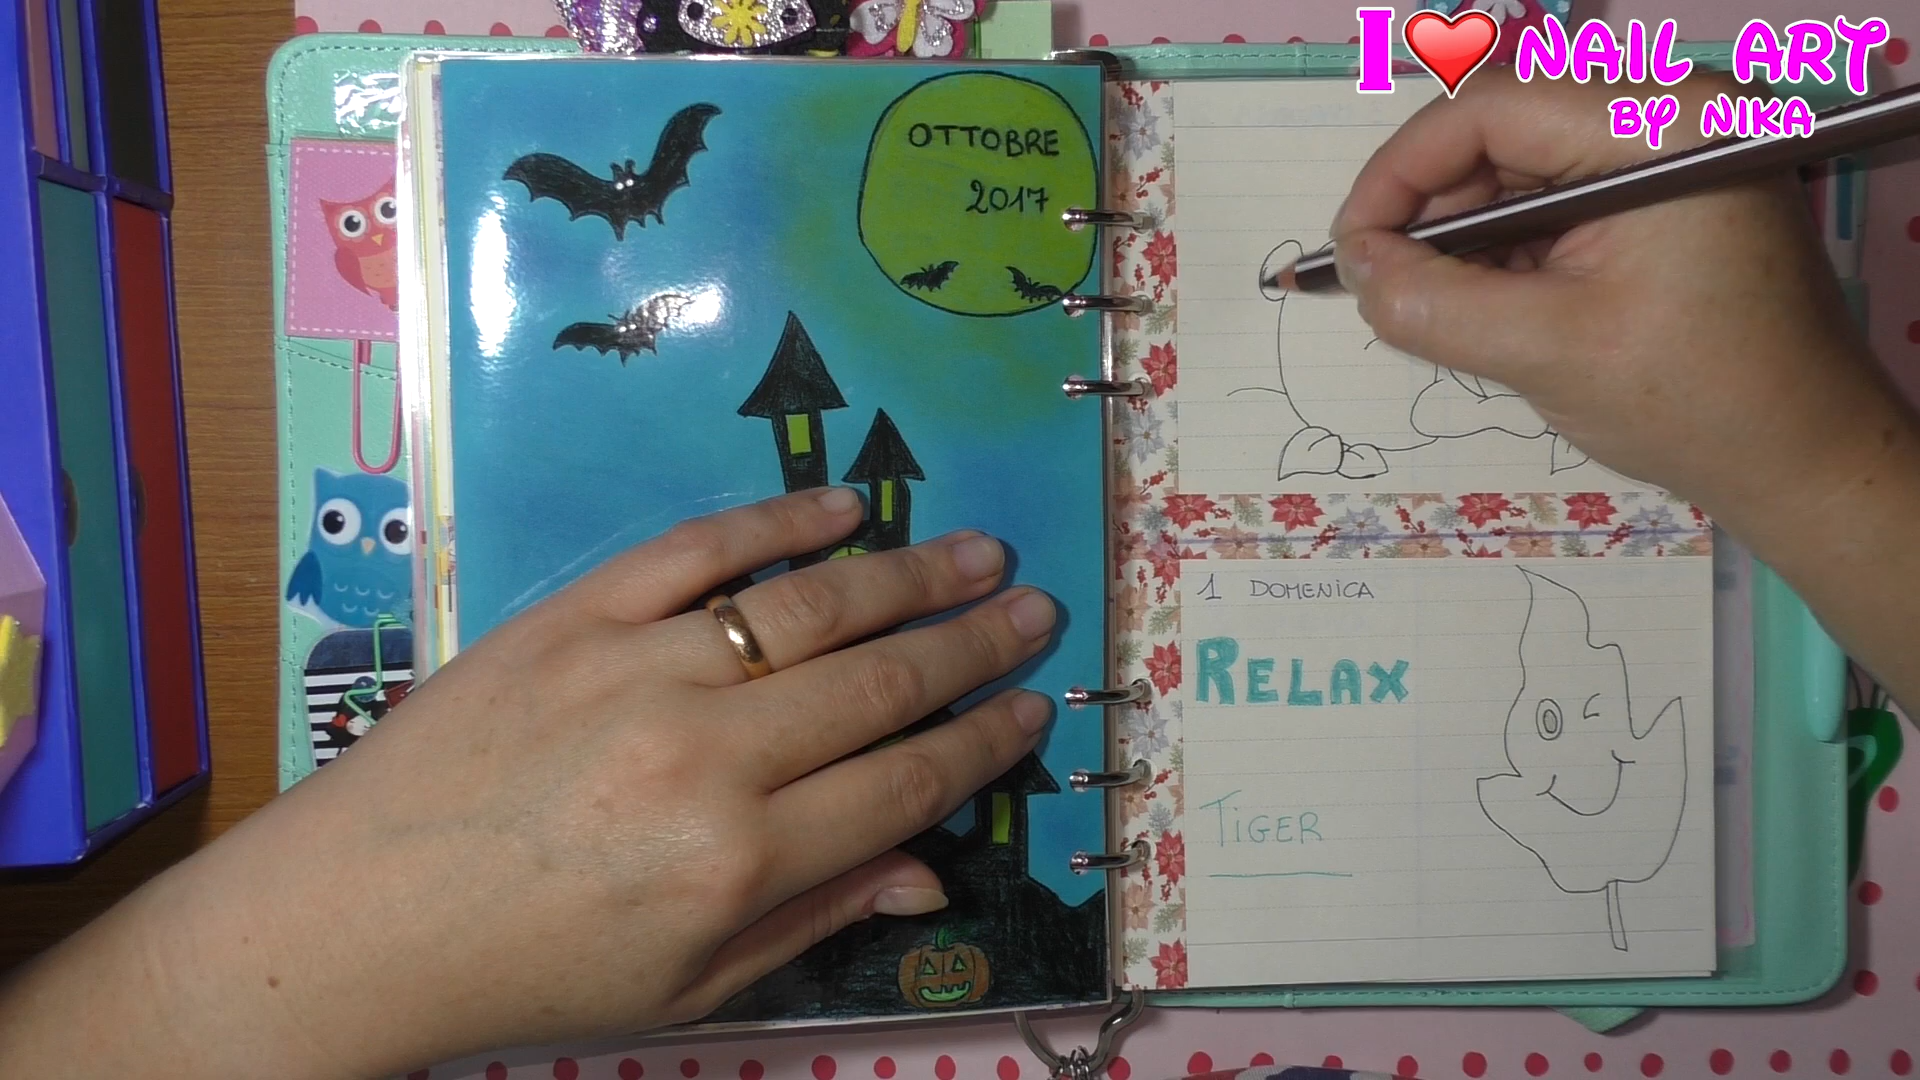 I ❤ NAIL ART
BY NIKA
OTTOBRE
2017
1 DOMENICA
RELAX
TIGER